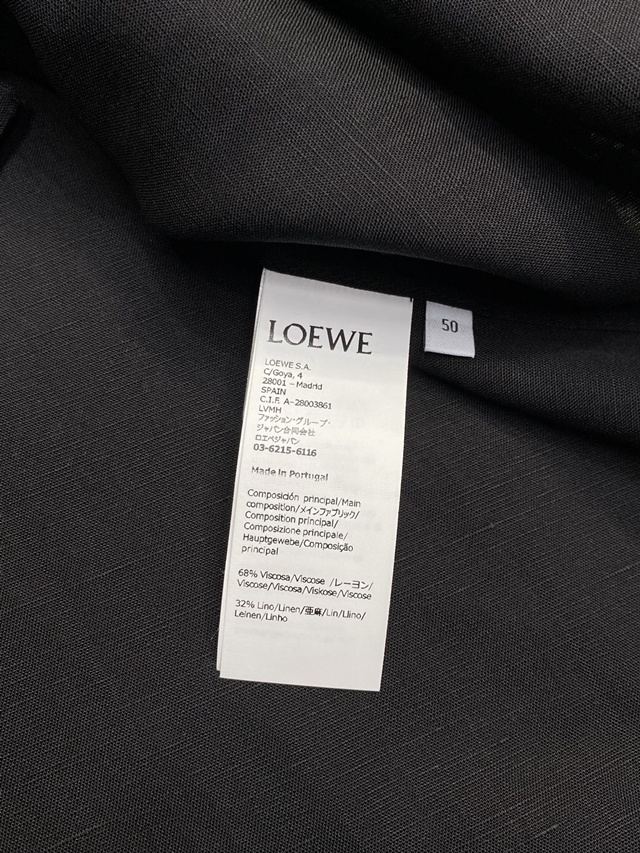 LOEWE
50
LOEWE S.A.
C/Goya, 4
28001 - Madrid
SPAIN
C.I.F. A-28003861
LVMH
ファッション・グループ・
ジャパン合同会社
ロエベジャパン
03-6215-6116
Made in Portugal
Composición principal/Main
composition/メインファブリック/
Composition principal/
Composizione principale/
Hauptgewebe/Composição
principal
68% Viscosa/Viscose /レーヨン/
Viscose/Viscosa/Viskose/Viscose
32% Lino/Linen/亜麻/Lin/Llino/
Leinen/Linho